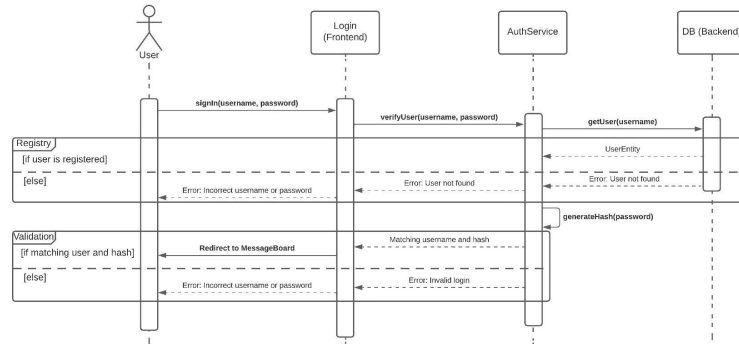 User
Login
(Frontend)
AuthService
DB (Backend)
signIn(username, password)
verifyUser(username, password)
getUser(username)
Registry
[if user is registered]
UserEntity
[else]
Error: User not found
Error: User not found
Error: Incorrect username or password
generateHash(password)
Validation
Matching username and hash
[if matching user and hash]
Redirect to MessageBoard
[else]
Error: Invalid login
Error: Incorrect username or password